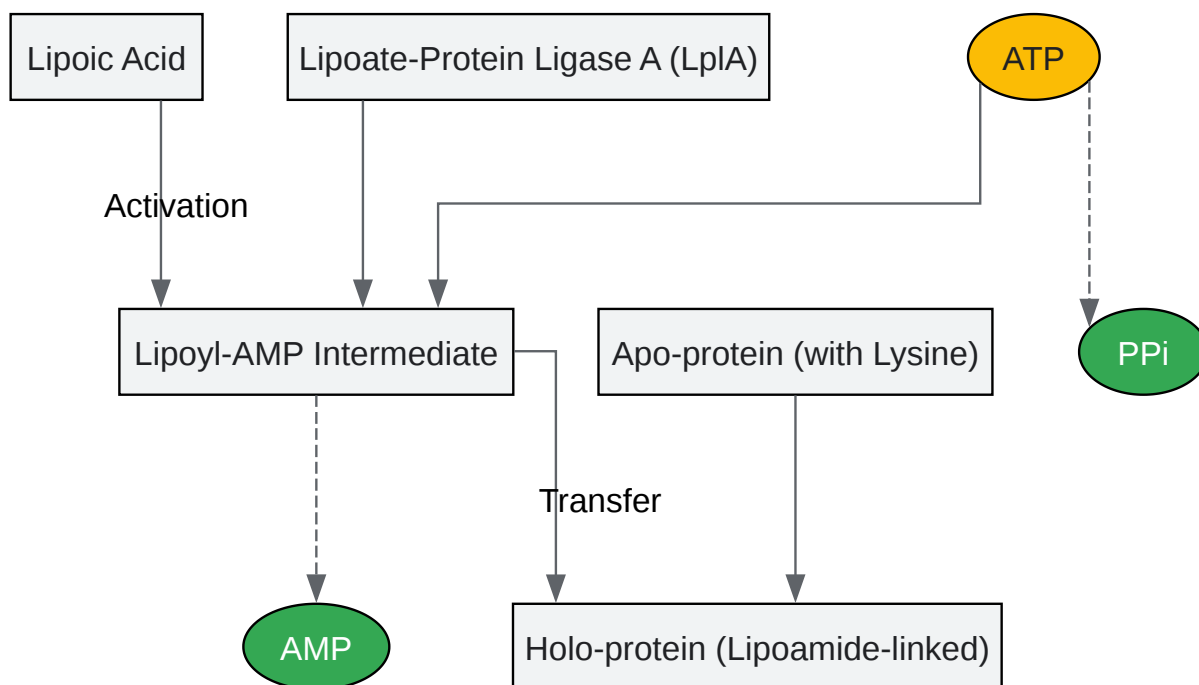 Lipoic Acid
Lipoate-Protein Ligase A (LplA)
ATP
Activation
Lipoyl-AMP Intermediate
Apo-protein (with Lysine)
PPi
Transfer
AMP
Holo-protein (Lipoamide-linked)